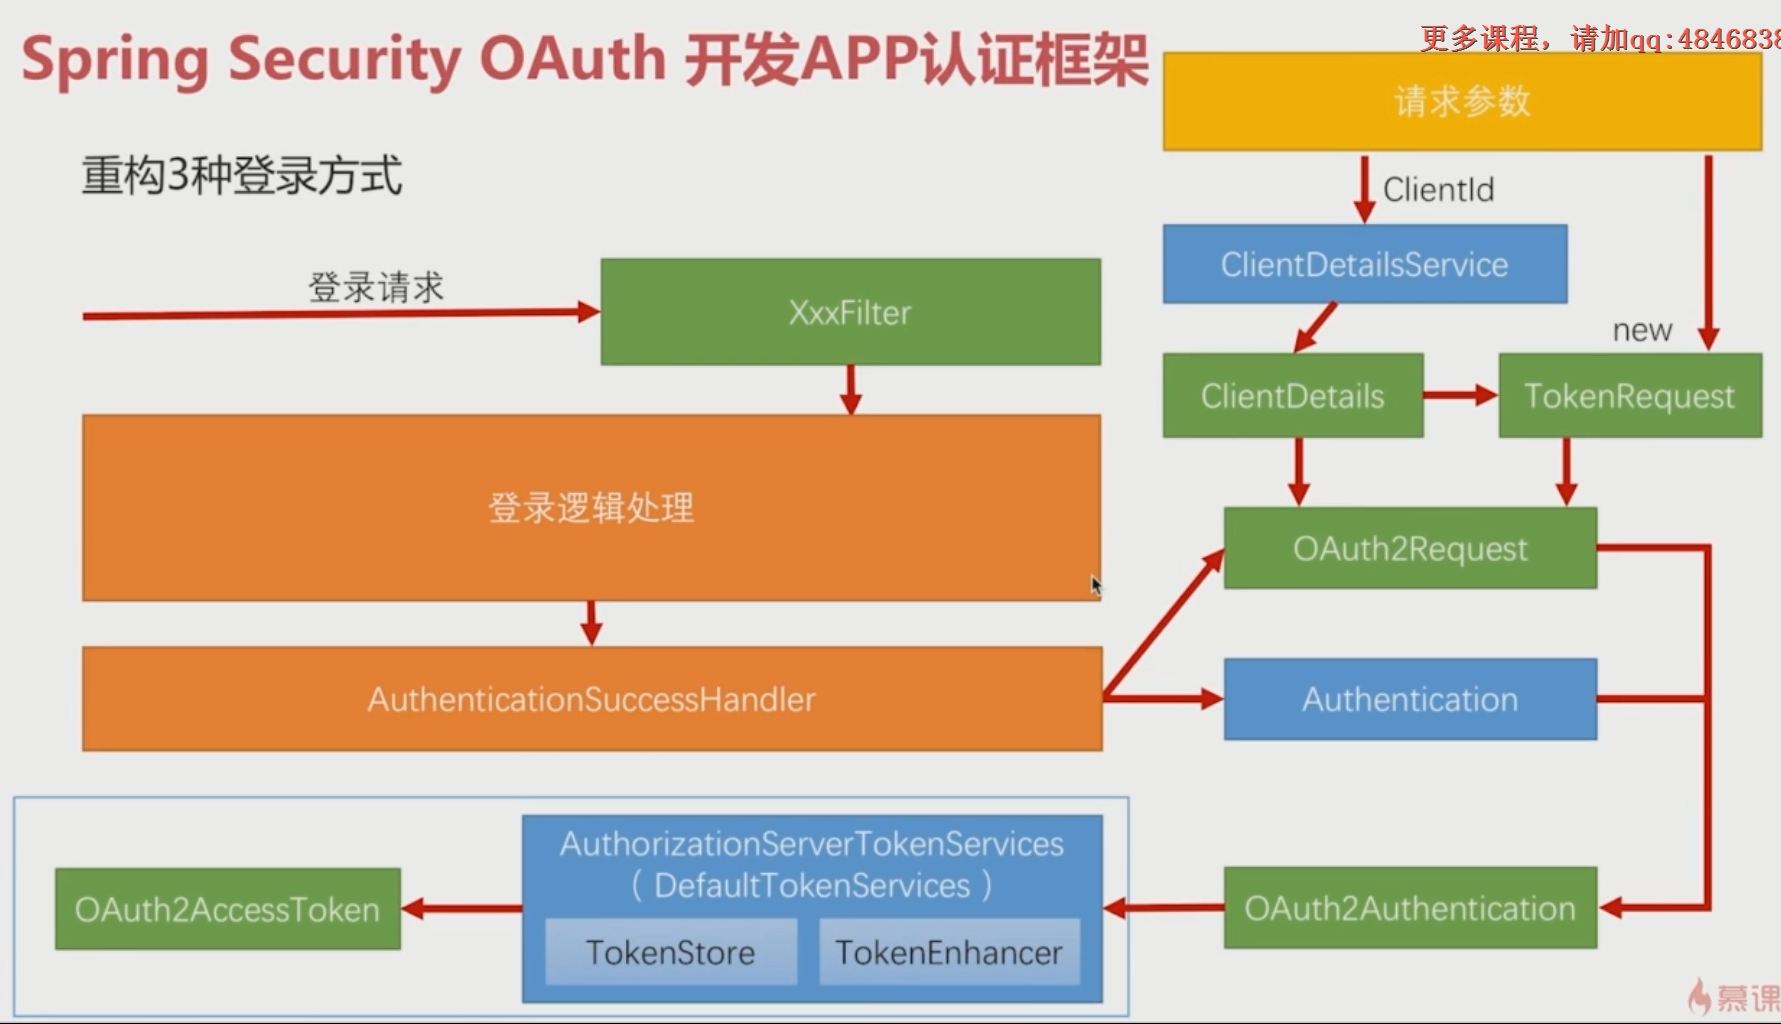 Spring Security OAuth 开发APP认证框架
更多课程，请加qq:4846838
请求参数
重构3种登录方式
ClientId
ClientDetailsService
登录请求
XxxFilter
new
ClientDetails
TokenRequest
登录逻辑处理
OAuth2Request
AuthenticationSuccessHandler
Authentication
AuthorizationServerTokenServices
（ DefaultTokenServices ）
OAuth2AccessToken
OAuth2Authentication
TokenStore
TokenEnhancer
慕课